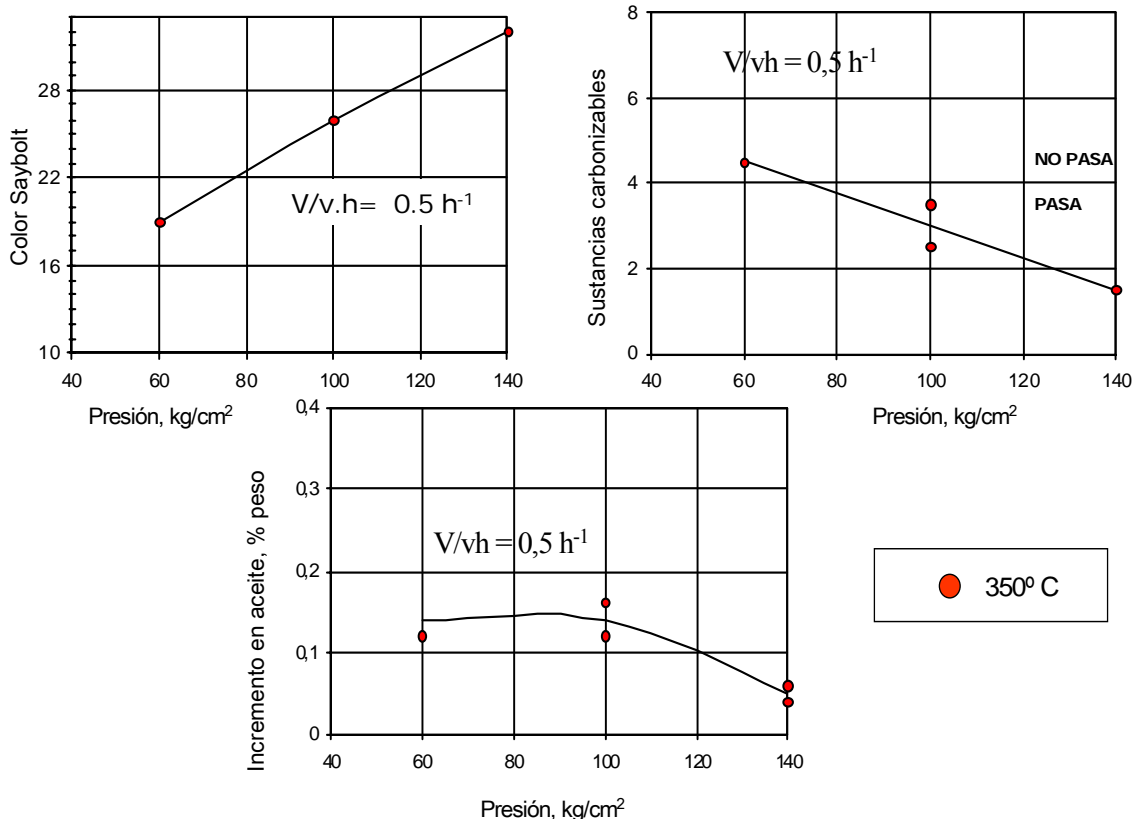 Color Saybolt
28
22
16
10
V/v.h= 0.5 h-1
40 60 80 100 120 140
Presión, kg/cm2
Sustancias carbonizables
8
6
4
2
0
V/vh = 0,5 h-1
NO PASA
PASA
40 60 80 100 120 140
Presión, kg/cm2
Incremento en aceite, % peso
0,4
0,3
0,2
0,1
0
V/vh = 0,5 h-1
40 60 80 100 120 140
Presión, kg/cm2
350º C